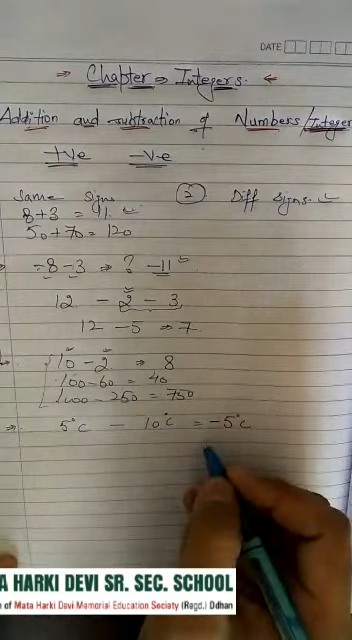 DATE
⇒ Chapter ⇒ Integers. ←
Addition and subtraction of Numbers/Integer
+ve -ve
Same Signs ② Diff Signs.
8+3 = 11
50+70= 120
-8-3 ⇒ ? -11
12 - 2 - 3
12 - 5 ⇒ 7
10 - 2 ⇒ 8
100-60 = 40
1000 - 250 = 750
⇒ 5°c - 10°c = -5°c
A HARKI DEVI SR. SEC. SCHOOL
n of Mata Harki Devi Memorial Education Society (Regd.) Ddhan